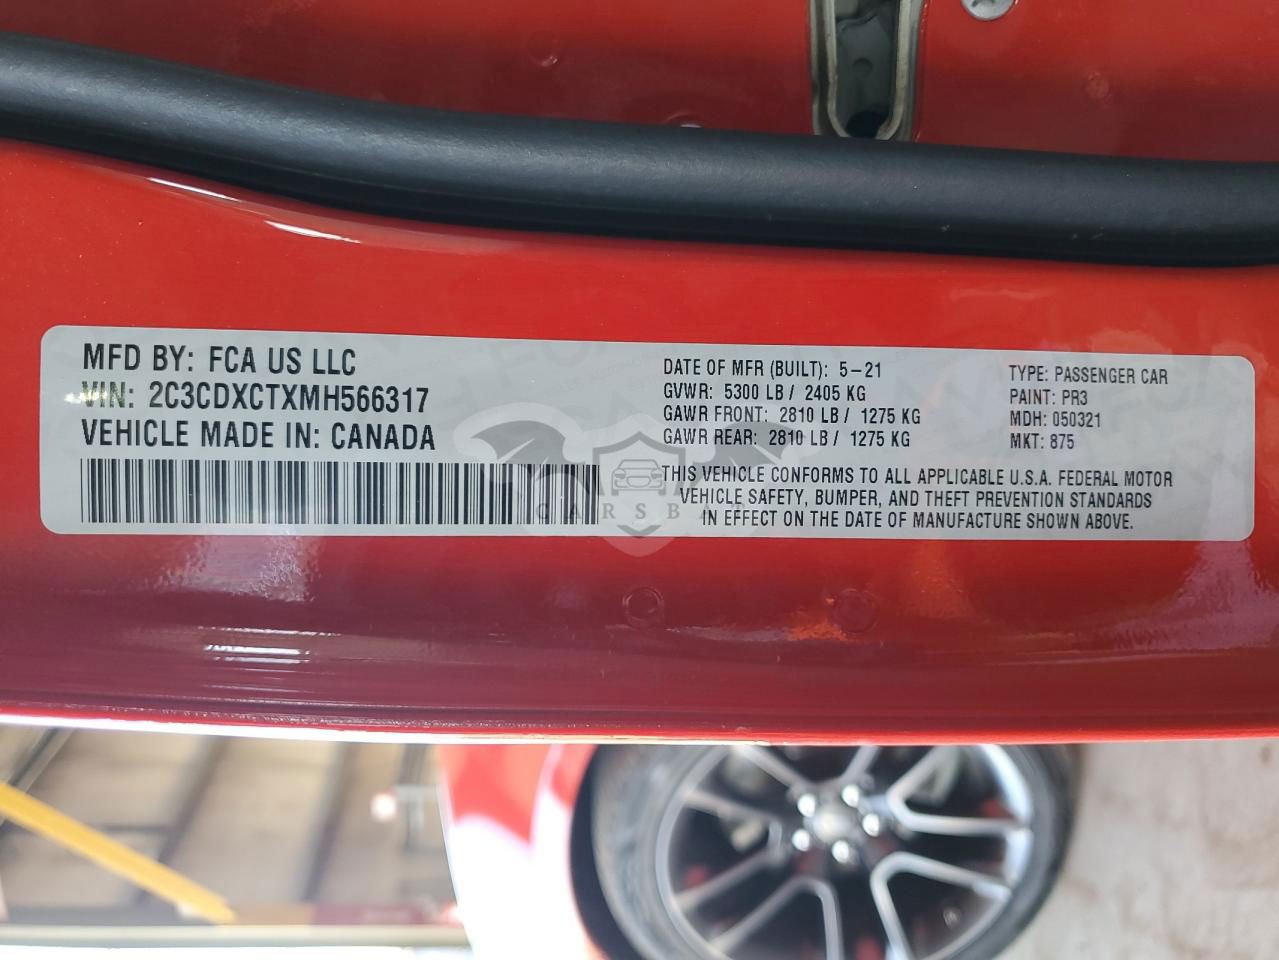 MFD BY: FCA US LLC
VIN: 2C3CDXCTXMH566317
VEHICLE MADE IN: CANADA
DATE OF MFR (BUILT): 5-21
GVWR: 5300 LB / 2405 KG
GAWR FRONT: 2810 LB / 1275 KG
GAWR REAR: 2810 LB / 1275 KG
TYPE: PASSENGER CAR
PAINT: PR3
MDH: 050321
MKT: 875
THIS VEHICLE CONFORMS TO ALL APPLICABLE U.S.A. FEDERAL MOTOR
VEHICLE SAFETY, BUMPER, AND THEFT PREVENTION STANDARDS
IN EFFECT ON THE DATE OF MANUFACTURE SHOWN ABOVE.